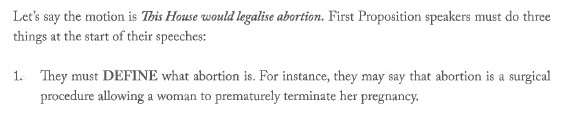 Let's say the motion is This House would legalise abortion. First Proposition speakers must do three
things at the start of their speeches:
1. They must DEFINE what abortion is. For instance, they may say that abortion is a surgical
procedure allowing a woman to prematurely terminate her pregnancy.